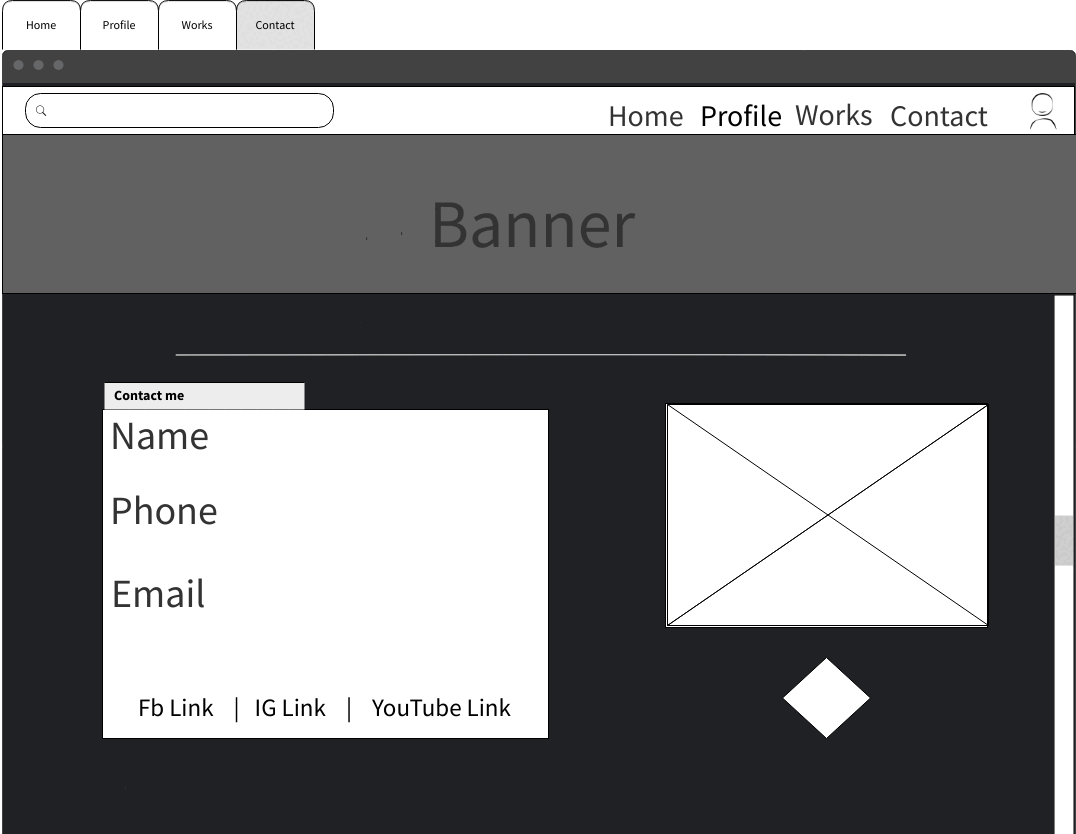 Home Profile Works Contact
Home Profile Works Contact
Banner
Contact me
Name
Phone
Email
Fb Link | IG Link | YouTube Link